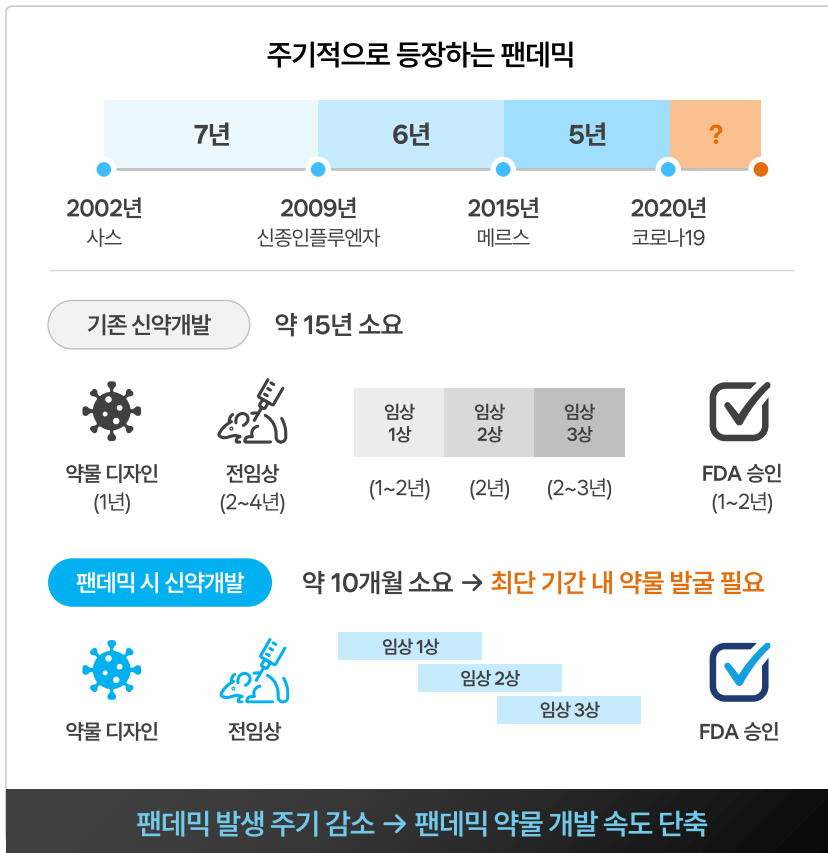 주기적으로 등장하는 팬데믹
7년 6년 5년 ?
2002년 2009년 2015년 2020년
사스 신종인플루엔자 메르스 코로나19
기존 신약개발 약 15년 소요
임상 임상 임상
1상 2상 3상
약물 디자인 전임상 FDA 승인
(1년) (2~4년) (1~2년) (2년) (2~3년) (1~2년)
팬데믹 시 신약개발 약 10개월 소요 → 최단 기간 내 약물 발굴 필요
임상 1상
임상 2상
임상 3상
약물 디자인 전임상 FDA 승인
팬데믹 발생 주기 감소 → 팬데믹 약물 개발 속도 단축